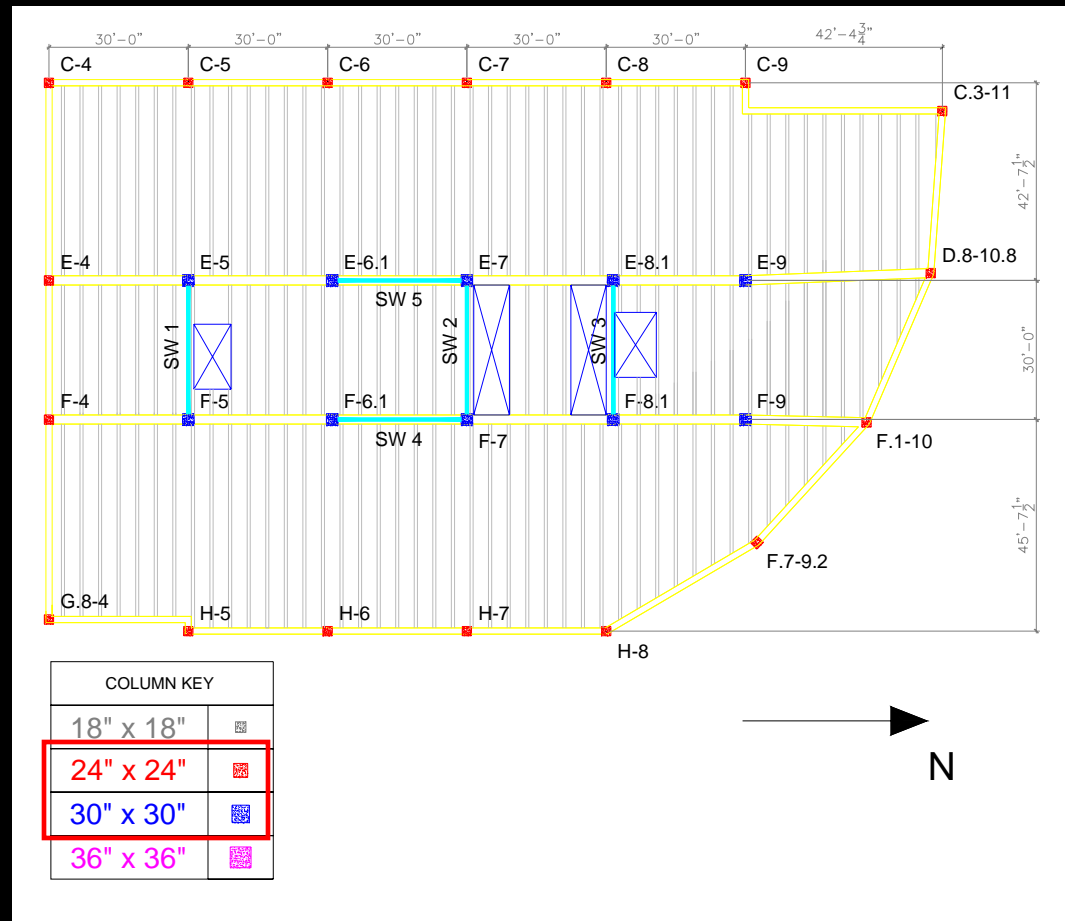 30'-0"
30'-0"
30'-0"
30'-0"
30'-0"
42'-4 3/4"
C-4
C-5
C-6
C-7
C-8
C-9
C.3-11
42'-7 1/2"
E-4
E-5
E-6.1
E-7
E-8.1
E-9
D.8-10.8
SW 5
SW 1
SW 2
SW 3
30'-0"
F-4
F-5
F-6.1
F-7
F-8.1
F-9
F.1-10
SW 4
45'-7 1/2"
F.7-9.2
G.8-4
H-5
H-6
H-7
H-8
COLUMN KEY
18" x 18"
24" x 24"
30" x 30"
36" x 36"
N